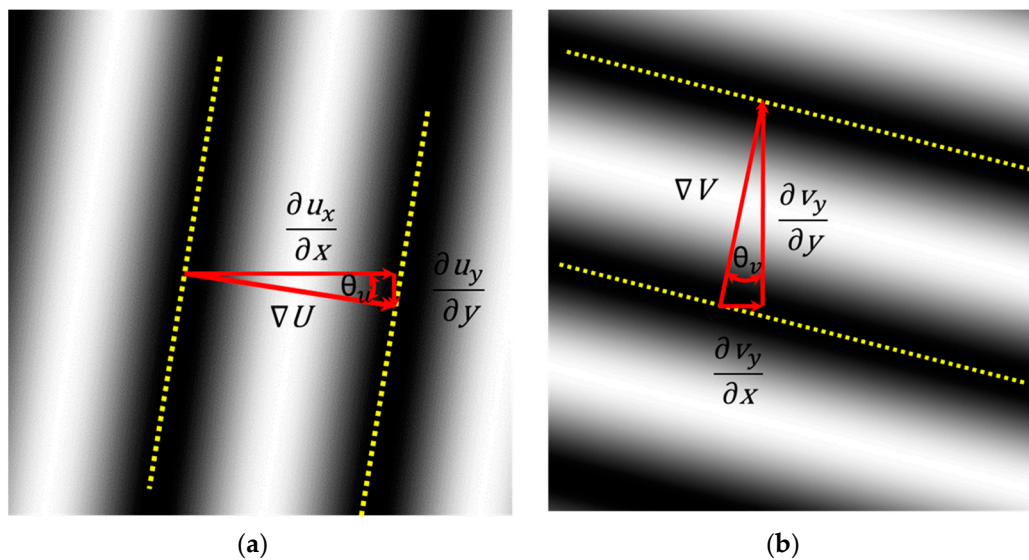 ∂u_x/∂x
θ_u
∂u_y/∂y
∇U
∇V
∂v_y/∂y
θ_v
∂v_y/∂x
(a)
(b)